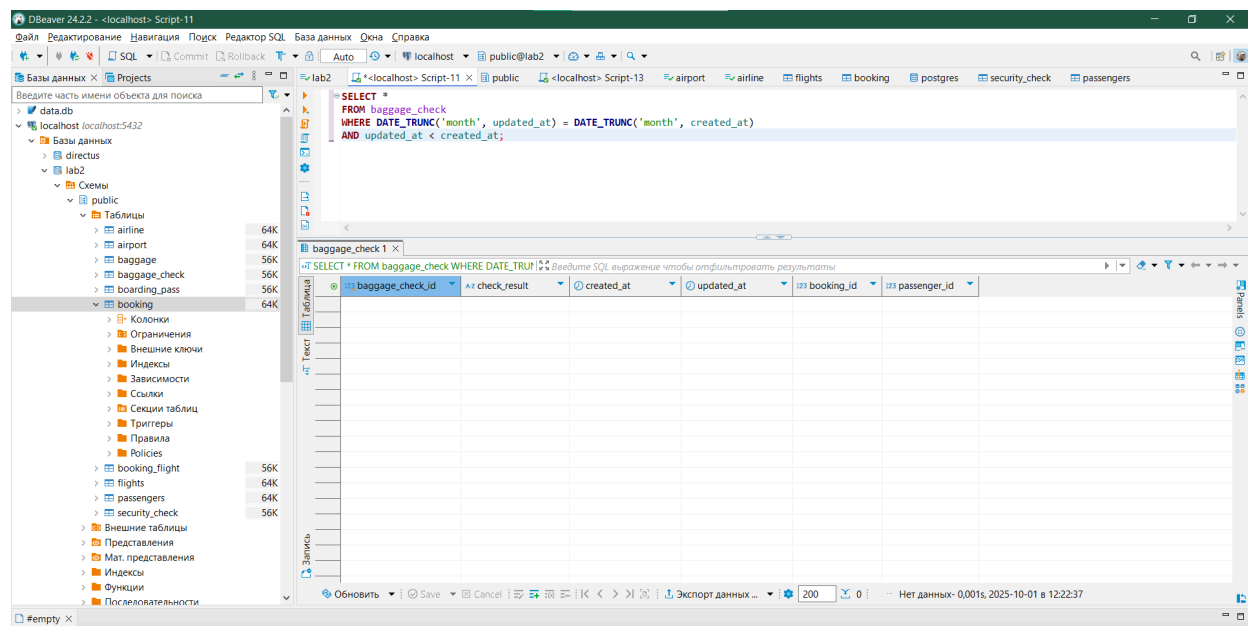 DBeaver 24.2.2 - <localhost> Script-11
Файл Редактирование Навигация Поиск Редактор SQL База данных Окна Справка
SQL Commit Rollback Auto localhost public@lab2
Базы данных Projects
lab2 *<localhost> Script-11 public <localhost> Script-13 airport airline flights booking postgres security_check passengers
Введите часть имени объекта для поиска
data.db
localhost localhost:5432
Базы данных
directus
lab2
Схемы
public
Таблицы
airline 64K
airport 64K
baggage 56K
baggage_check 56K
boarding_pass 56K
booking 64K
Колонки
Ограничения
Внешние ключи
Индексы
Зависимости
Ссылки
Секции таблиц
Триггеры
Правила
Policies
booking_flight 56K
flights 64K
passengers 64K
security_check 56K
Внешние таблицы
Представления
Мат. представления
Индексы
Функции
Последовательности
SELECT *
FROM baggage_check
WHERE DATE_TRUNC('month', updated_at) = DATE_TRUNC('month', created_at)
AND updated_at < created_at;
baggage_check 1
SELECT * FROM baggage_check WHERE DATE_TRUN Введите SQL выражение чтобы отфильтровать результаты
123 baggage_check_id A-Z check_result created_at updated_at 123 booking_id 123 passenger_id
Таблица
Текст
Запись
Panels
Обновить Save Cancel Экспорт данных ... 200 0 Нет данных- 0,001s, 2025-10-01 в 12:22:37
#empty